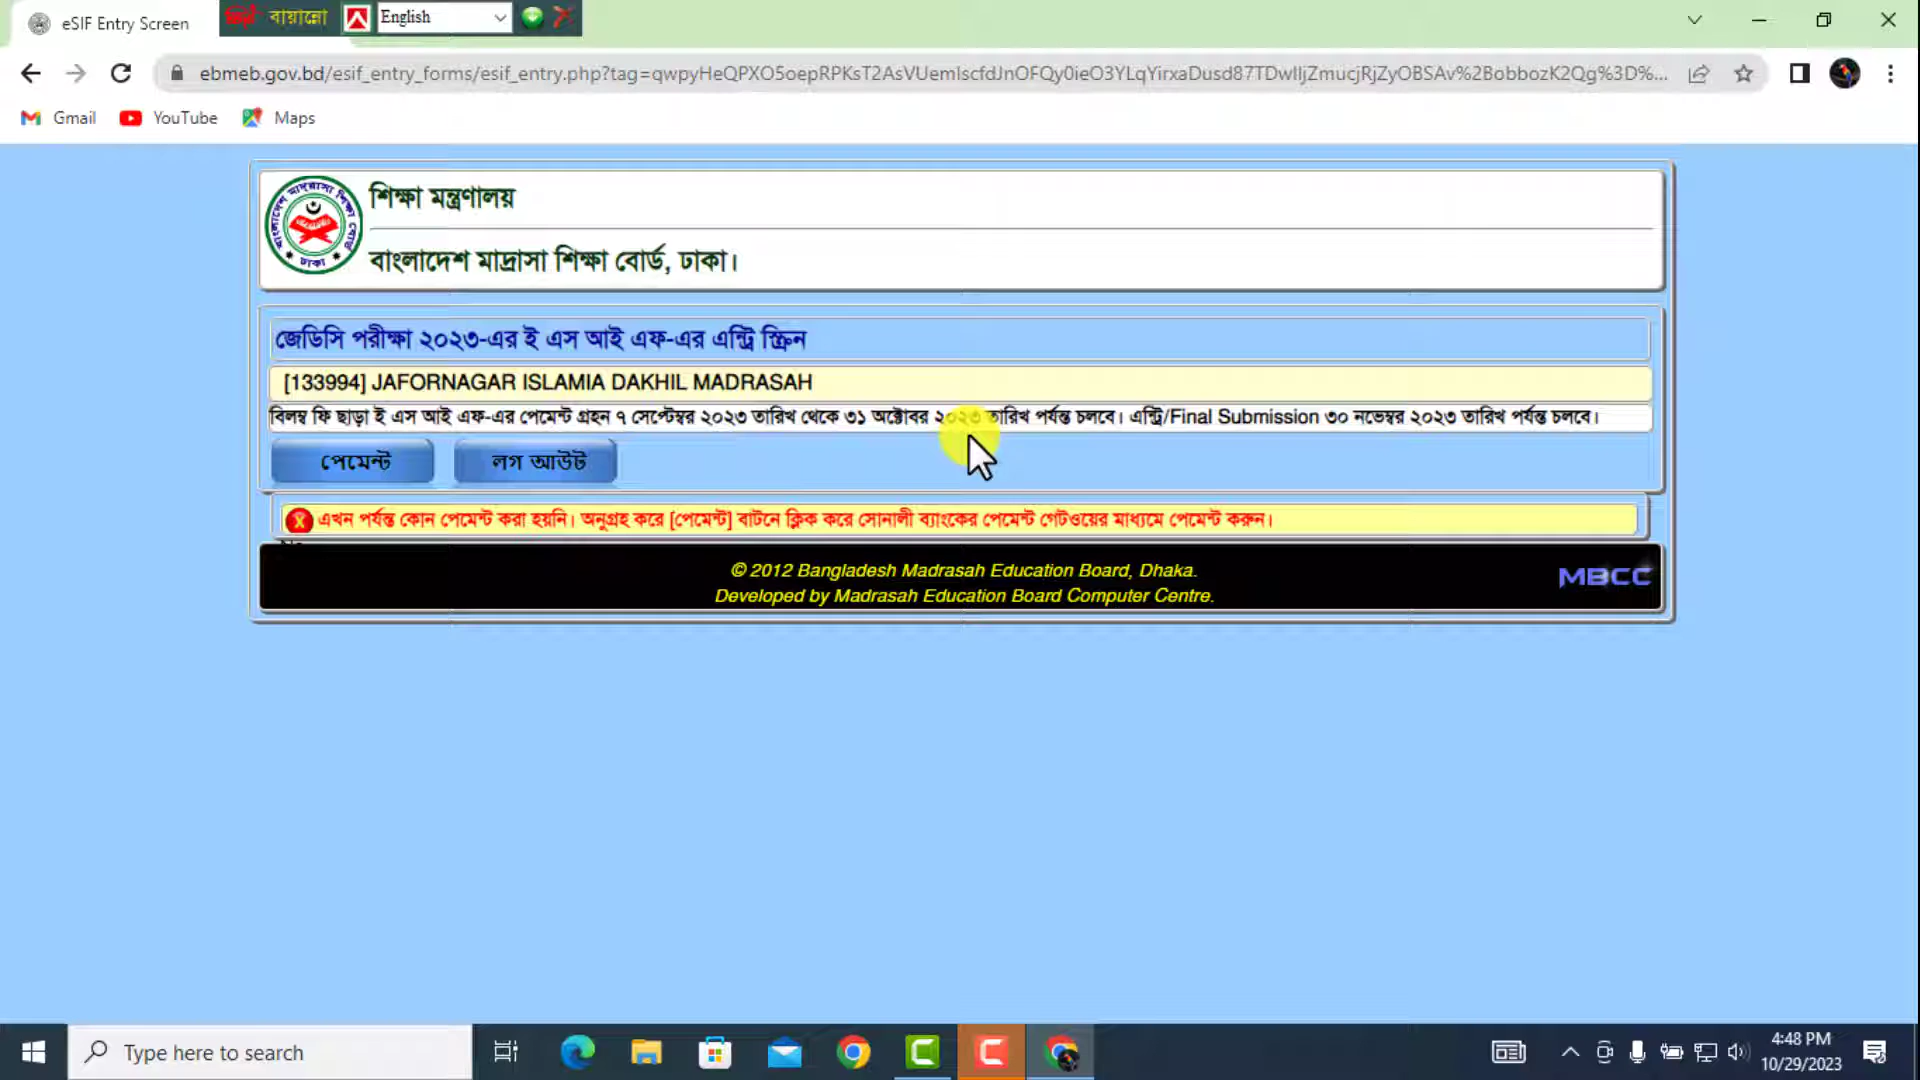 eSIF Entry Screen
বায়ান্নো
English
ebmeb.gov.bd/esif_entry_forms/esif_entry.php?tag=qwpyHeQPXO5oepRPKsT2AsVUemIscfdJnOFQy0ieO3YLqYirxaDusd87TDwlIjZmucjRjZyOBSAv%2BobbozK2Qg%3D%...
Gmail
YouTube
Maps
শিক্ষা মন্ত্রণালয়
বাংলাদেশ মাদ্রাসা শিক্ষা বোর্ড, ঢাকা।
জেডিসি পরীক্ষা ২০২৩-এর ই এস আই এফ-এর এন্ট্রি স্ক্রিন
[133994] JAFORNAGAR ISLAMIA DAKHIL MADRASAH
বিলম্ব ফি ছাড়া ই এস আই এফ-এর পেমেন্ট গ্রহন ৭ সেপ্টেম্বর ২০২৩ তারিখ থেকে ৩১ অক্টোবর ২০২৩ তারিখ পর্যন্ত চলবে। এন্ট্রি/Final Submission ৩০ নভেম্বর ২০২৩ তারিখ পর্যন্ত চলবে।
পেমেন্ট
লগ আউট
X এখন পর্যন্ত কোন পেমেন্ট করা হয়নি। অনুগ্রহ করে [পেমেন্ট] বাটনে ক্লিক করে সোনালী ব্যাংকের পেমেন্ট গেটওয়ের মাধ্যমে পেমেন্ট করুন।
© 2012 Bangladesh Madrasah Education Board, Dhaka.
Developed by Madrasah Education Board Computer Centre.
MBCC
Type here to search
4:48 PM
10/29/2023